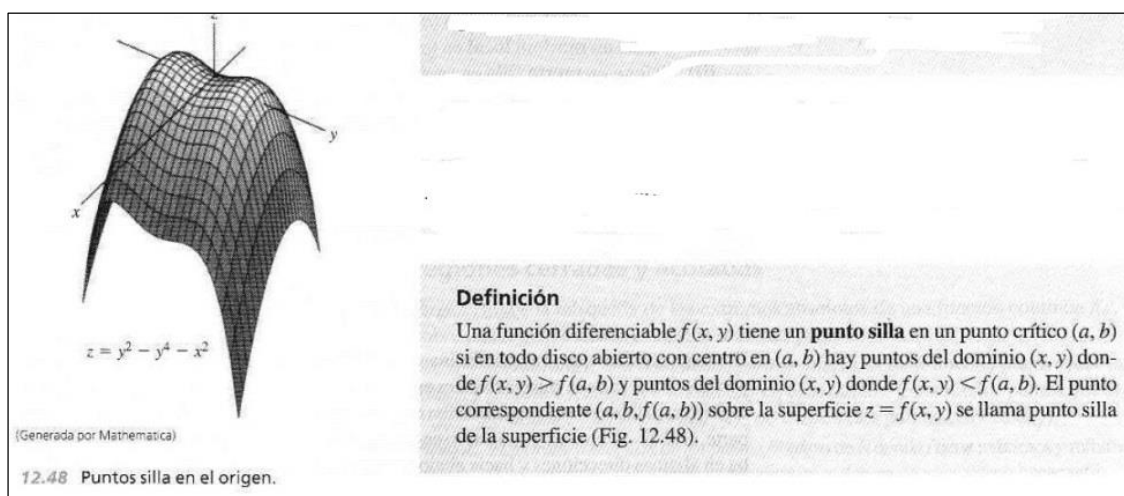 z
y
x
z = y² − y⁴ − x²
(Generada por Mathematica)
12.48 Puntos silla en el origen.
Definición
Una función diferenciable f(x, y) tiene un punto silla en un punto crítico (a, b)
si en todo disco abierto con centro en (a, b) hay puntos del dominio (x, y) don-
de f(x, y) > f(a, b) y puntos del dominio (x, y) donde f(x, y) < f(a, b). El punto
correspondiente (a, b, f(a, b)) sobre la superficie z = f(x, y) se llama punto silla
de la superficie (Fig. 12.48).